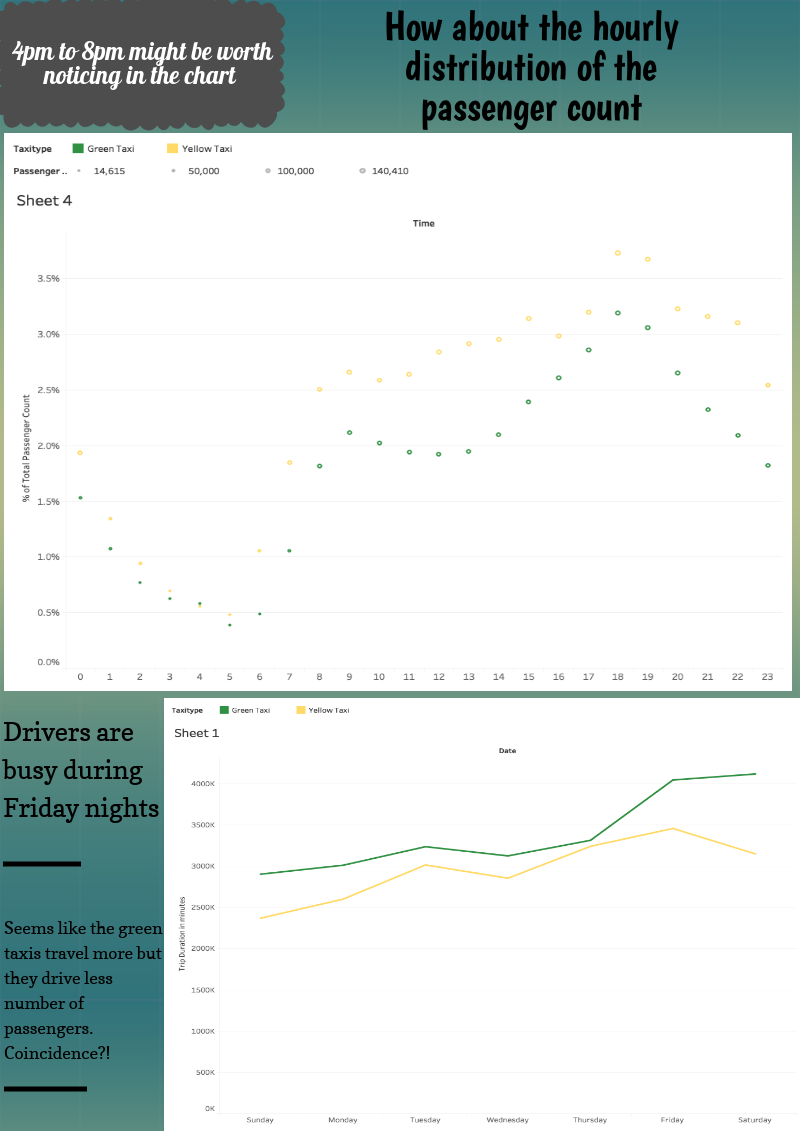 4pm to 8pm might be worth
noticing in the chart
How about the hourly
distribution of the
passenger count
Taxitype Green Taxi Yellow Taxi
Passenger .. 14,615 50,000 100,000 140,410
Sheet 4
Time
% of Total Passenger Count
3.5%
3.0%
2.5%
2.0%
1.5%
1.0%
0.5%
0.0%
0 1 2 3 4 5 6 7 8 9 10 11 12 13 14 15 16 17 18 19 20 21 22 23
Drivers are
busy during
Friday nights
Seems like the green
taxis travel more but
they drive less
number of
passengers.
Coincidence?!
Taxitype Green Taxi Yellow Taxi
Sheet 1
Date
Trip Duration in minutes
4000K
3500K
3000K
2500K
2000K
1500K
1000K
500K
0K
Sunday Monday Tuesday Wednesday Thursday Friday Saturday